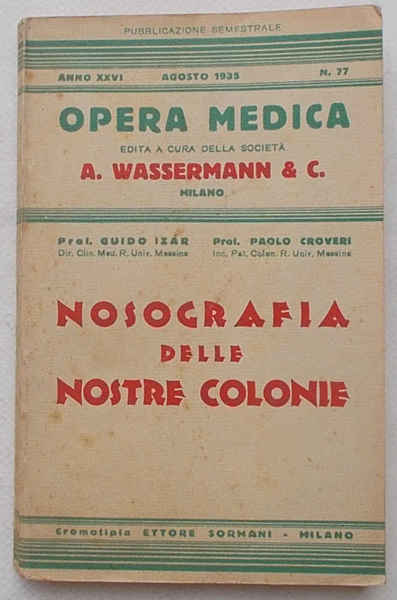 PUBBLICAZIONE SEMESTRALE
ANNO XXVI AGOSTO 1935 N. 77
OPERA MEDICA
EDITA A CURA DELLA SOCIETÀ
A. WASSERMANN & C.
MILANO
Prof. GUIDO IZAR Prof. PAOLO CROVERI
Dir. Clin. Med. R. Univ. Messina Inc. Pat. Colon. R. Univ. Messina
NOSOGRAFIA
DELLE
NOSTRE COLONIE
Cromotipia ETTORE SORMANI - MILANO